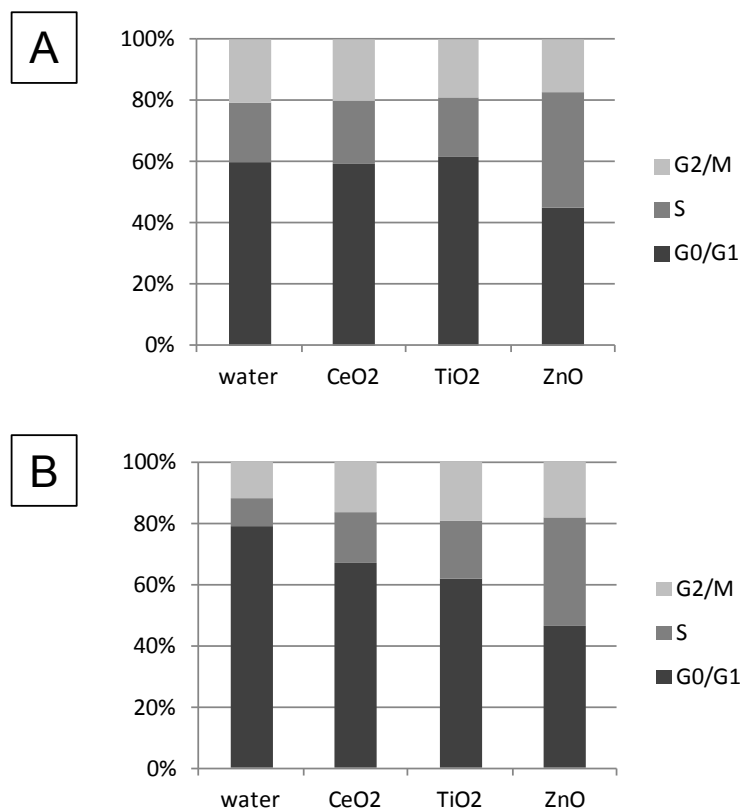 A
100%
80%
60%
40%
20%
0%
water CeO2 TiO2 ZnO
G2/M
S
G0/G1
B
100%
80%
60%
40%
20%
0%
water CeO2 TiO2 ZnO
G2/M
S
G0/G1